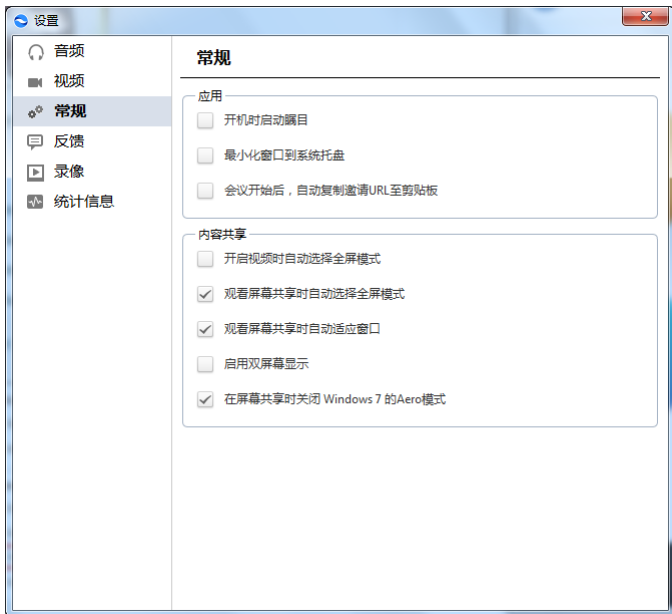 设置
音频
视频
常规
反馈
录像
统计信息
常规
应用
开机时启动瞩目
最小化窗口到系统托盘
会议开始后，自动复制邀请URL至剪贴板
内容共享
开启视频时自动选择全屏模式
观看屏幕共享时自动选择全屏模式
观看屏幕共享时自动适应窗口
启用双屏幕显示
在屏幕共享时关闭 Windows 7 的Aero模式